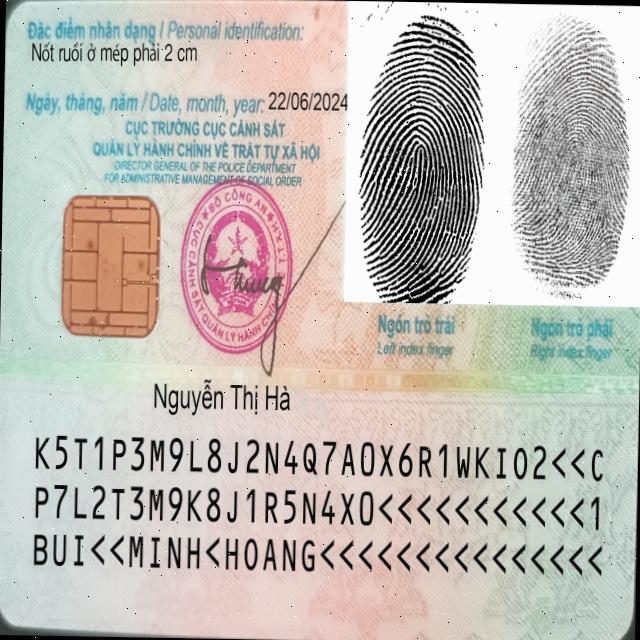 Đặc điểm nhân dạng / Personal identification:
Nốt ruồi ở mép phải 2 cm
Ngày, tháng, năm / Date, month, year: 22/06/2024
CỤC TRƯỞNG CỤC CẢNH SÁT
QUẢN LÝ HÀNH CHÍNH VỀ TRẬT TỰ XÃ HỘI
DIRECTOR GENERAL OF THE POLICE DEPARTMENT
FOR ADMINISTRATIVE MANAGEMENT OF SOCIAL ORDER
BỘ CÔNG AN
CỤC CẢNH SÁT QUẢN LÝ HÀNH CHÍNH
Ngón trỏ trái
Left index finger
Ngón trỏ phải
Right index finger
Nguyễn Thị Hà
K5T1P3M9L8J2N4Q7AOX6R1WKIO2<<C
P7L2T3M9K8J1R5N4XO<<<<<<<<<<<1
BUI<<MINH<HOANG<<<<<<<<<<<<<<<